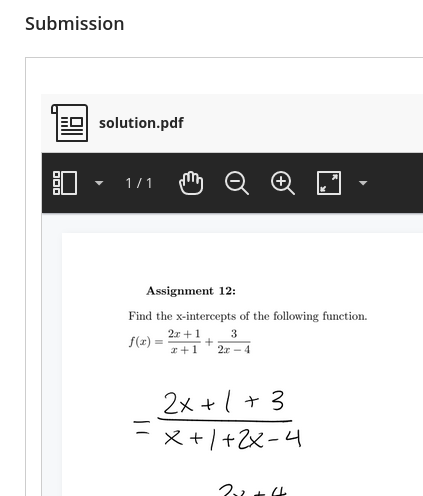 Submission
solution.pdf
1 / 1
Assignment 12:
Find the x-intercepts of the following function.
f(x) = \frac{2x + 1}{x + 1} + \frac{3}{2x - 4}
= \frac{2x + 1 + 3}{x + 1 + 2x - 4}
2x + 4